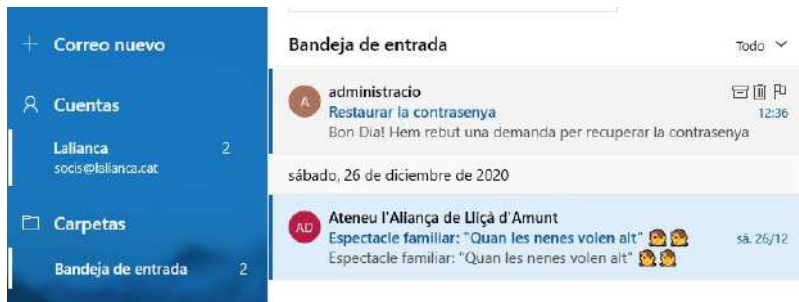 Correo nuevo
Cuentas
Lalianca 2
socis@lalianca.cat
Carpetas
Bandeja de entrada 2
Bandeja de entrada Todo
A administracio
Restaurar la contrasenya 12:36
Bon Dia! Hem rebut una demanda per recuperar la contrasenya
sábado, 26 de diciembre de 2020
AD Ateneu l'Aliança de Lliçà d'Amunt
Espectacle familiar: "Quan les nenes volen alt" sá. 26/12
Espectacle familiar: "Quan les nenes volen alt"